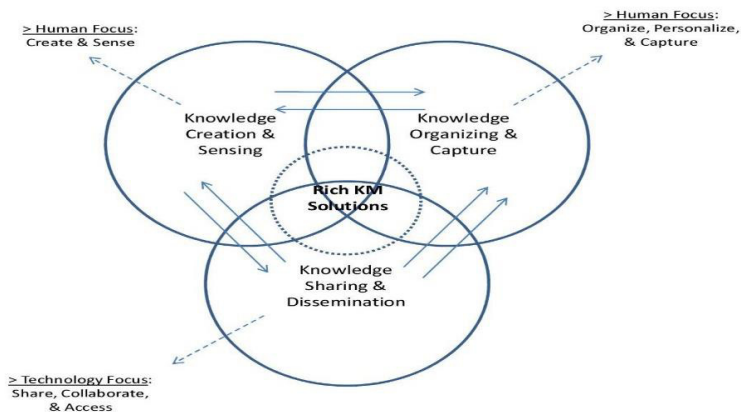 > Human Focus:
Create & Sense
> Human Focus:
Organize, Personalize,
& Capture
Knowledge
Creation &
Sensing
Knowledge
Organizing &
Capture
Rich KM
Solutions
Knowledge
Sharing &
Dissemination
> Technology Focus:
Share, Collaborate,
& Access